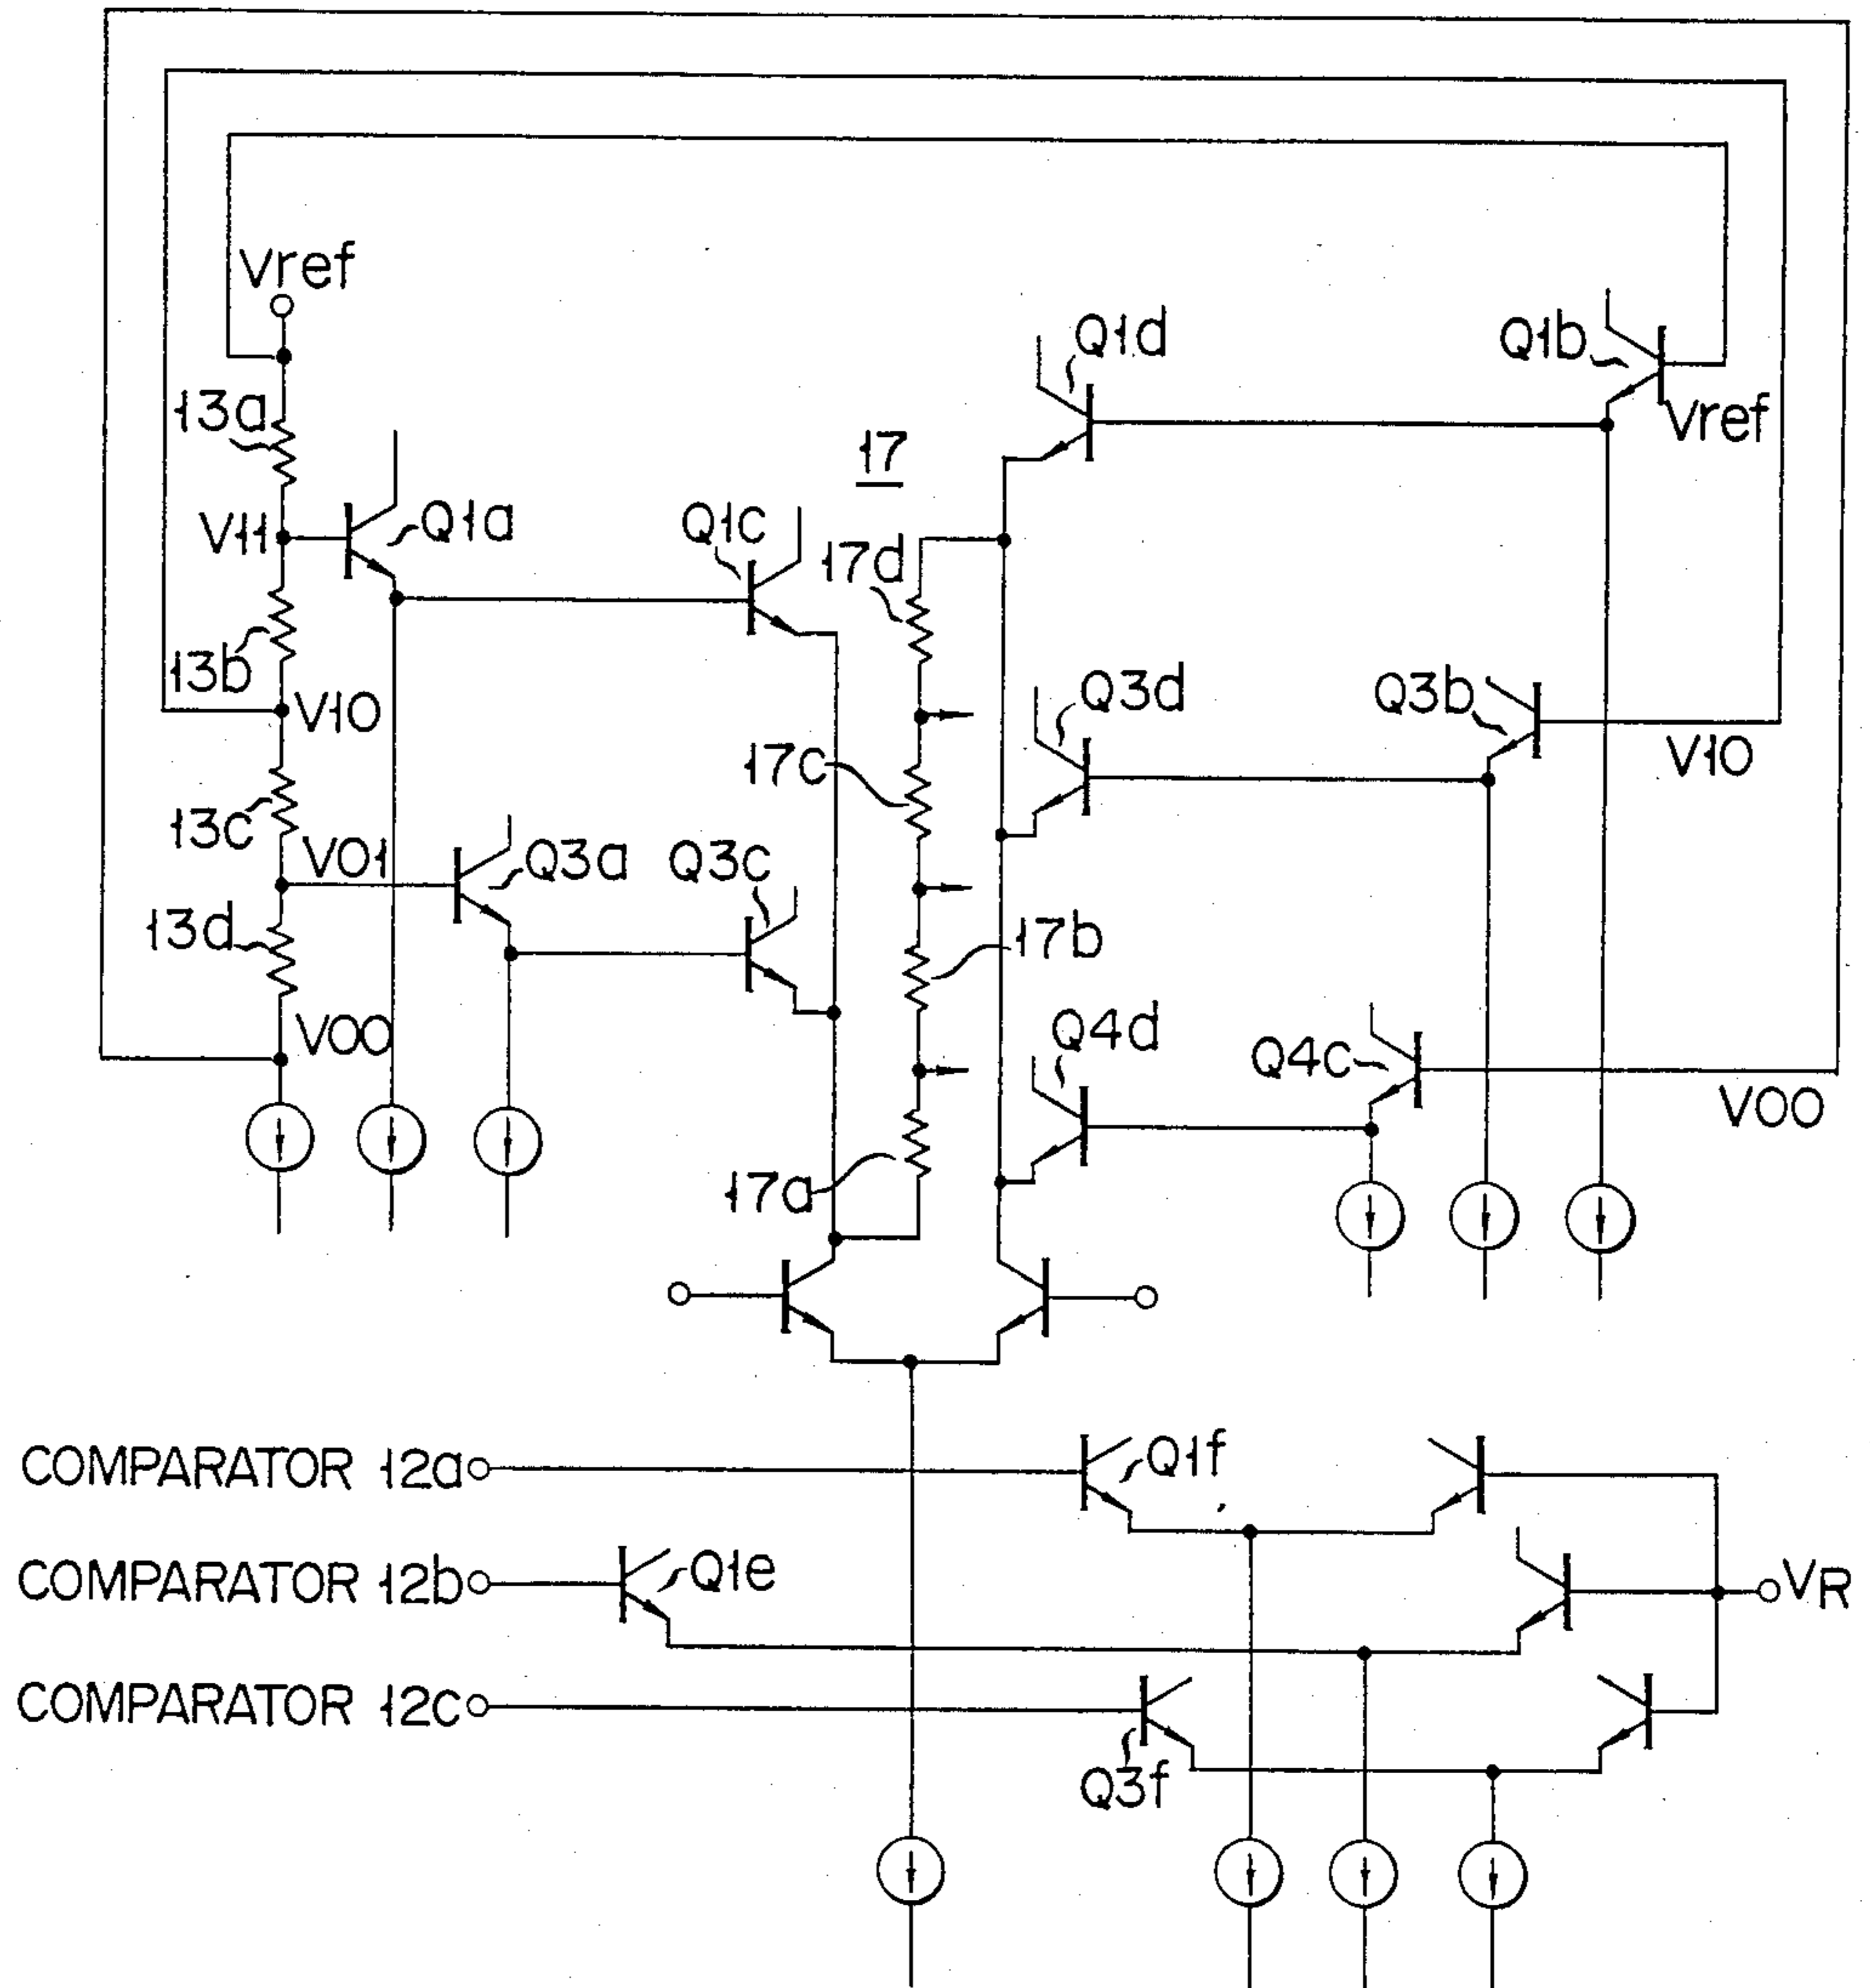 Vref
Q1d
Q1b
13a
Vref
17
V11
Q1a
Q1c
17d
13b
V10
Q3d
Q3b
17c
V10
13c
V01
Q3a
Q3c
13d
17b
V00
Q4d
Q4c
V00
17a
COMPARATOR 12a
Q1f
COMPARATOR 12b
Q1e
VR
COMPARATOR 12c
Q3f